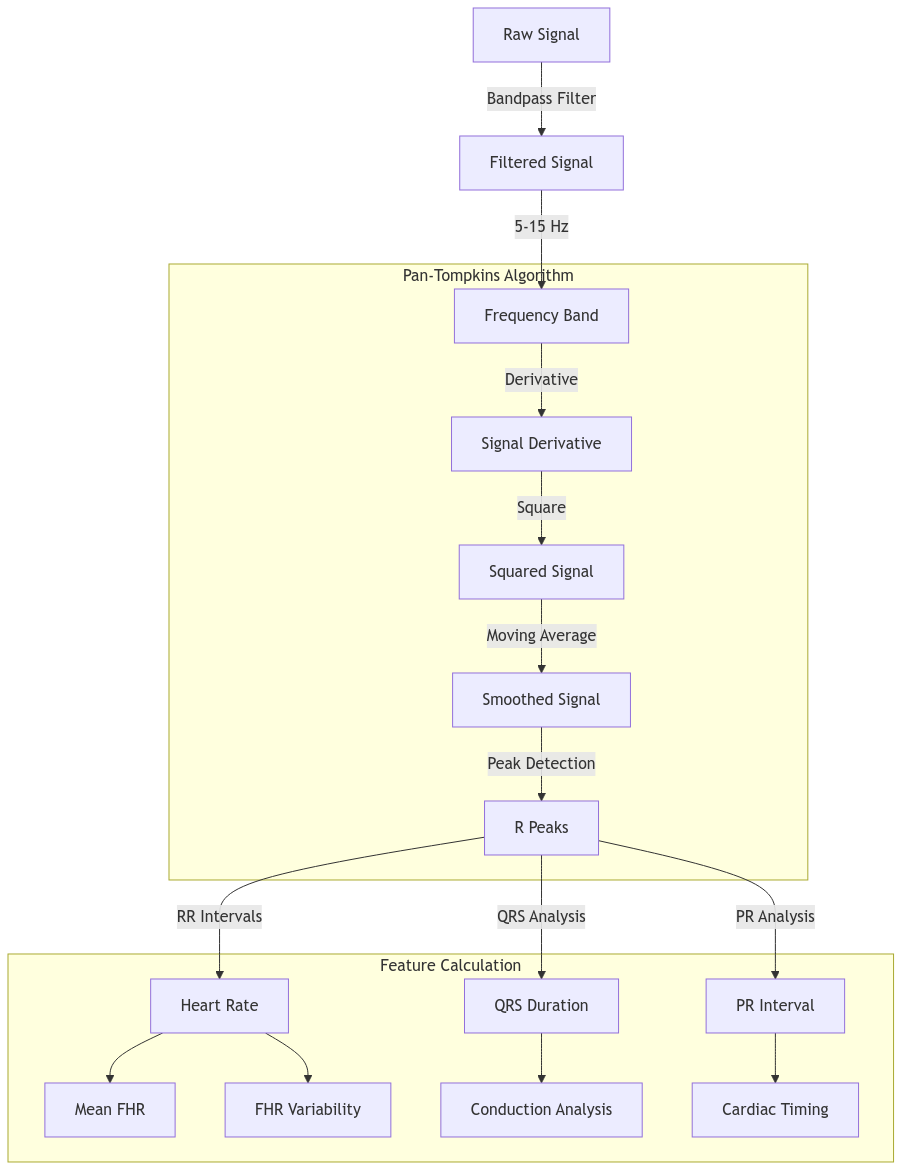 Raw Signal
Bandpass Filter
Filtered Signal
5-15 Hz
Pan-Tompkins Algorithm
Frequency Band
Derivative
Signal Derivative
Square
Squared Signal
Moving Average
Smoothed Signal
Peak Detection
R Peaks
RR Intervals
QRS Analysis
PR Analysis
Feature Calculation
Heart Rate
QRS Duration
PR Interval
Mean FHR
FHR Variability
Conduction Analysis
Cardiac Timing